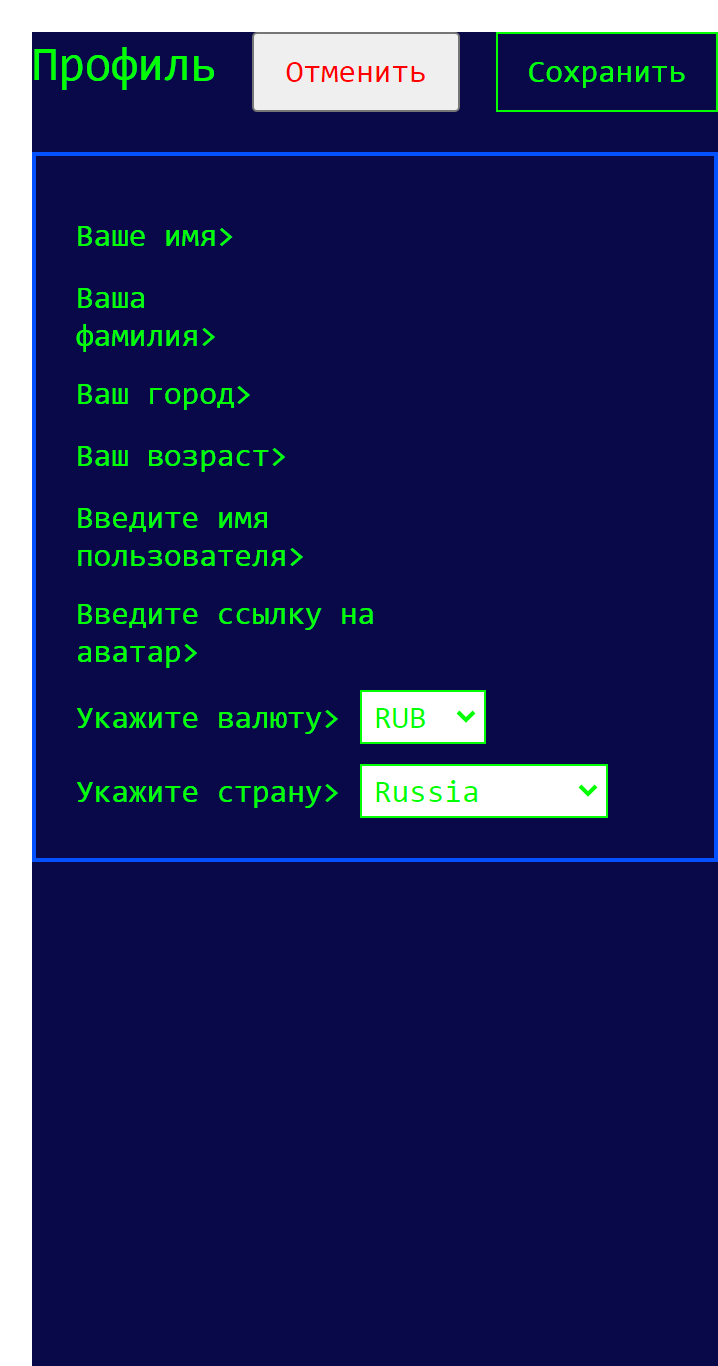 Профиль
Отменить
Сохранить
Ваше имя>
Ваша
фамилия>
Ваш город>
Ваш возраст>
Введите имя
пользователя>
Введите ссылку на
аватар>
Укажите валюту> RUB
Укажите страну> Russia